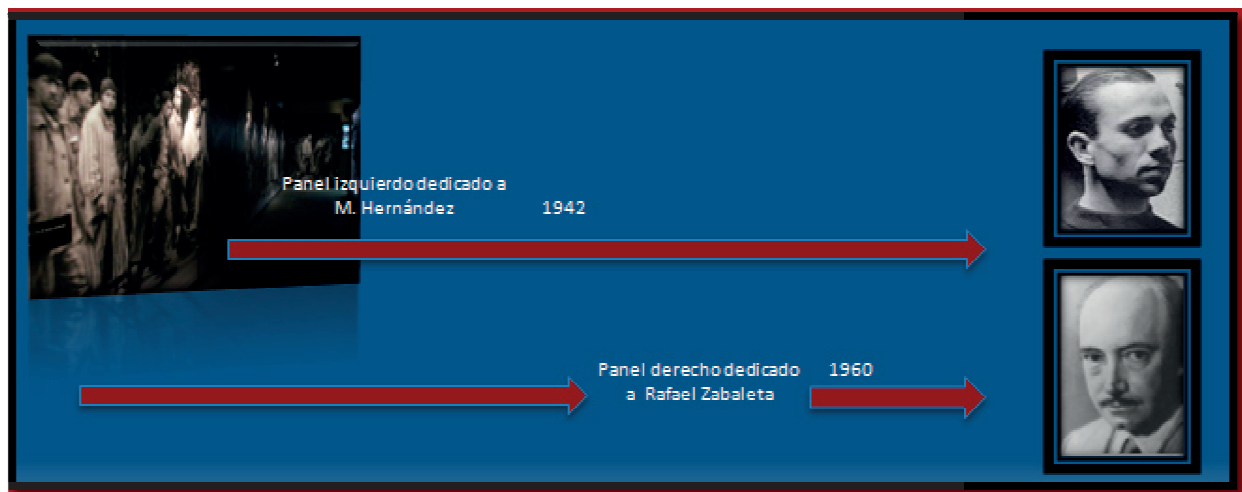 Panel izquierdo dedicado a
M. Hernández 1942
Panel derecho dedicado 1960
a Rafael Zabaleta